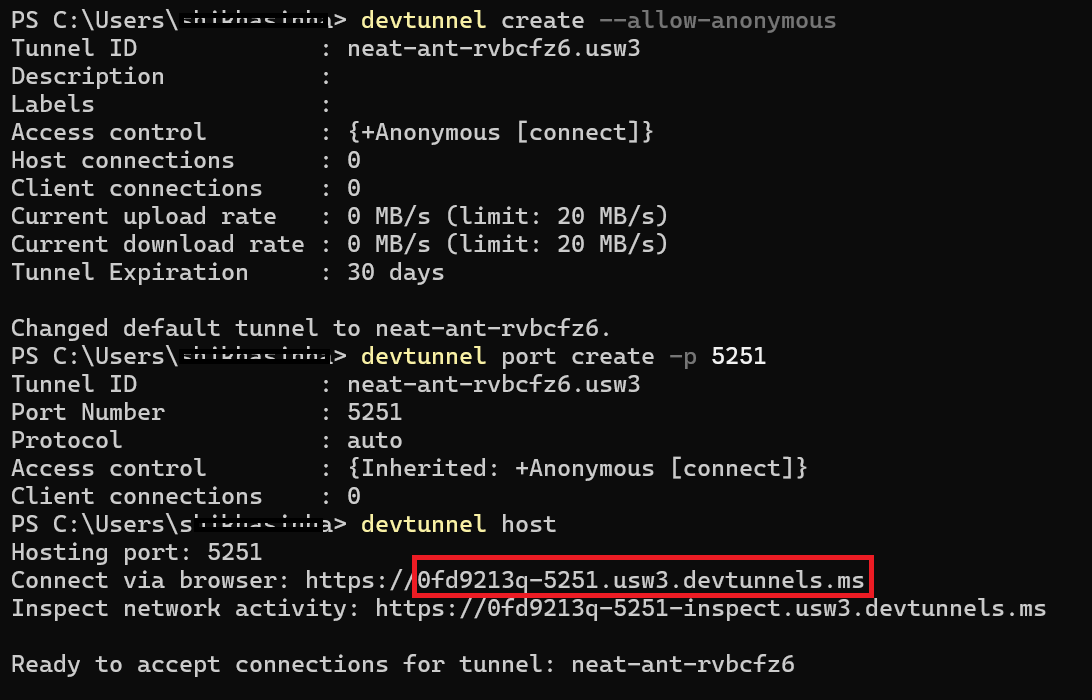 PS C:\Users\> devtunnel create --allow-anonymous
Tunnel ID : neat-ant-rvbcfz6.usw3
Description :
Labels :
Access control : {+Anonymous [connect]}
Host connections : 0
Client connections : 0
Current upload rate : 0 MB/s (limit: 20 MB/s)
Current download rate : 0 MB/s (limit: 20 MB/s)
Tunnel Expiration : 30 days
Changed default tunnel to neat-ant-rvbcfz6.
PS C:\Users\> devtunnel port create -p 5251
Tunnel ID : neat-ant-rvbcfz6.usw3
Port Number : 5251
Protocol : auto
Access control : {Inherited: +Anonymous [connect]}
Client connections : 0
PS C:\Users\> devtunnel host
Hosting port: 5251
Connect via browser: https://0fd9213q-5251.usw3.devtunnels.ms
Inspect network activity: https://0fd9213q-5251-inspect.usw3.devtunnels.ms
Ready to accept connections for tunnel: neat-ant-rvbcfz6